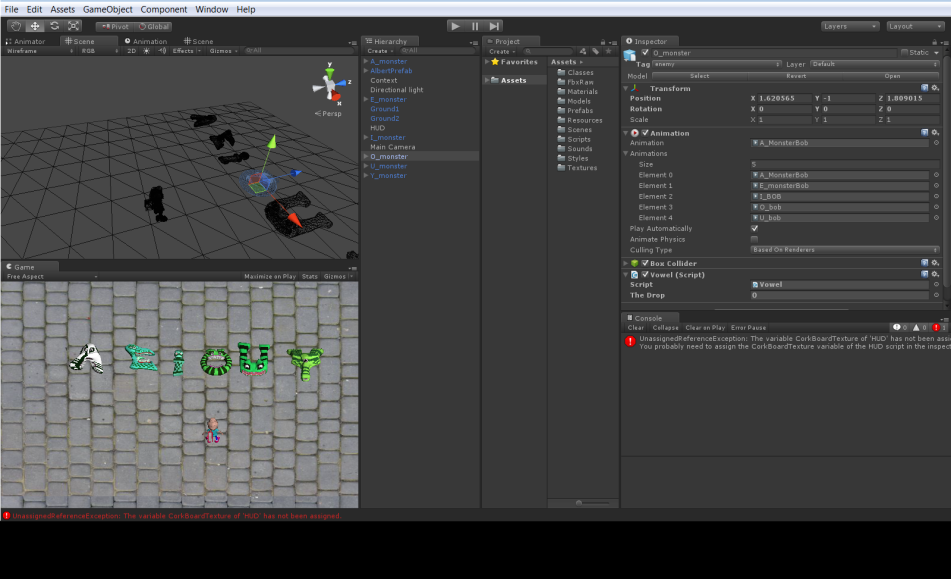 File Edit Assets GameObject Component Window Help
Pivot Global
Layers
Layout
Animator Scene Animation Scene
Wireframe RGB 2D Effects Gizmos All
y
z
x
Persp
Hierarchy
Create All
A_monster
AlbertPrefab
Context
Directional light
E_monster
Ground1
Ground2
HUD
I_monster
Main Camera
O_monster
U_monster
Y_monster
Project
Create
Favorites
Assets
Assets
Classes
FbxRaw
Materials
Models
Prefabs
Resources
Scenes
Scripts
Sounds
Styles
Textures
Inspector
O_monster Static
Tag enemy Layer Default
Model Select Revert Open
Transform
Position X 1.620565 Y -1 Z 1.809015
Rotation X 0 Y 0 Z 0
Scale X 1 Y 1 Z 1
Animation
Animation A_MonsterBob
Animations
Size 5
Element 0 A_MonsterBob
Element 1 E_monsterBob
Element 2 I_BOB
Element 3 O_bob
Element 4 U_bob
Play Automatically
Animate Physics
Culling Type Based On Renderers
Box Collider
Vowel (Script)
Script Vowel
The Drop 0
Game
Free Aspect Maximize on Play Stats Gizmos
A E I O U Y
Console
Clear Collapse Clear on Play Error Pause 0 0 1
UnassignedReferenceException: The variable CorkBoardTexture of 'HUD' has not been assi
You probably need to assign the CorkBoardTexture variable of the HUD script in the inspect
UnassignedReferenceException: The variable CorkBoardTexture of 'HUD' has not been assigned.